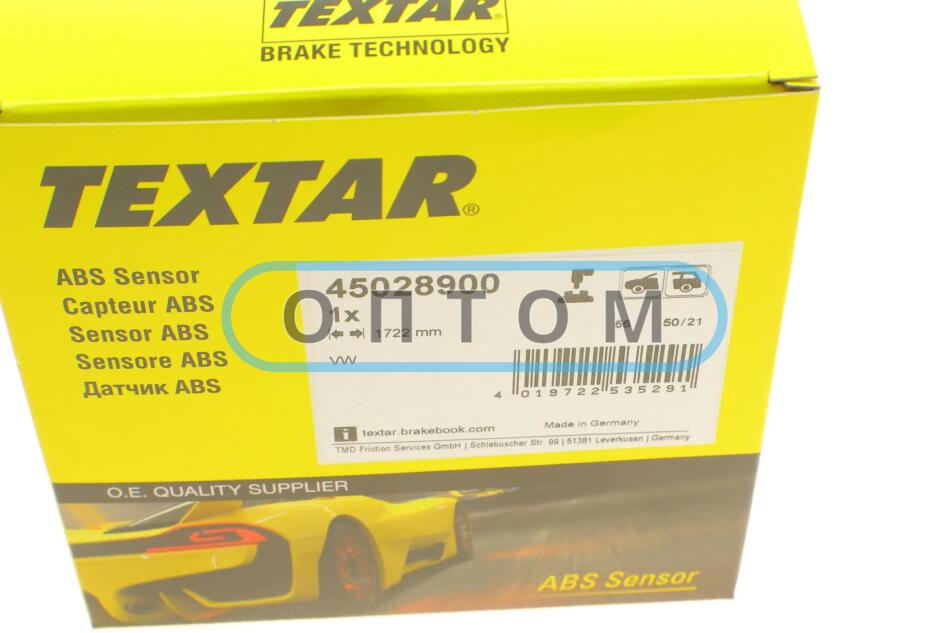 TEXTAR®
BRAKE TECHNOLOGY
TEXTAR®
ABS Sensor
Capteur ABS
Sensor ABS
Sensore ABS
Датчик ABS
45028900
1x
1722 mm
VW
ОПТОМ
66 50/21
4 019722 535291
Made in Germany
textar.brakebook.com
TMD Friction Services GmbH | Schlebuscher Str. 99 | 51381 Leverkusen | Germany
O.E. QUALITY SUPPLIER
ABS Sensor